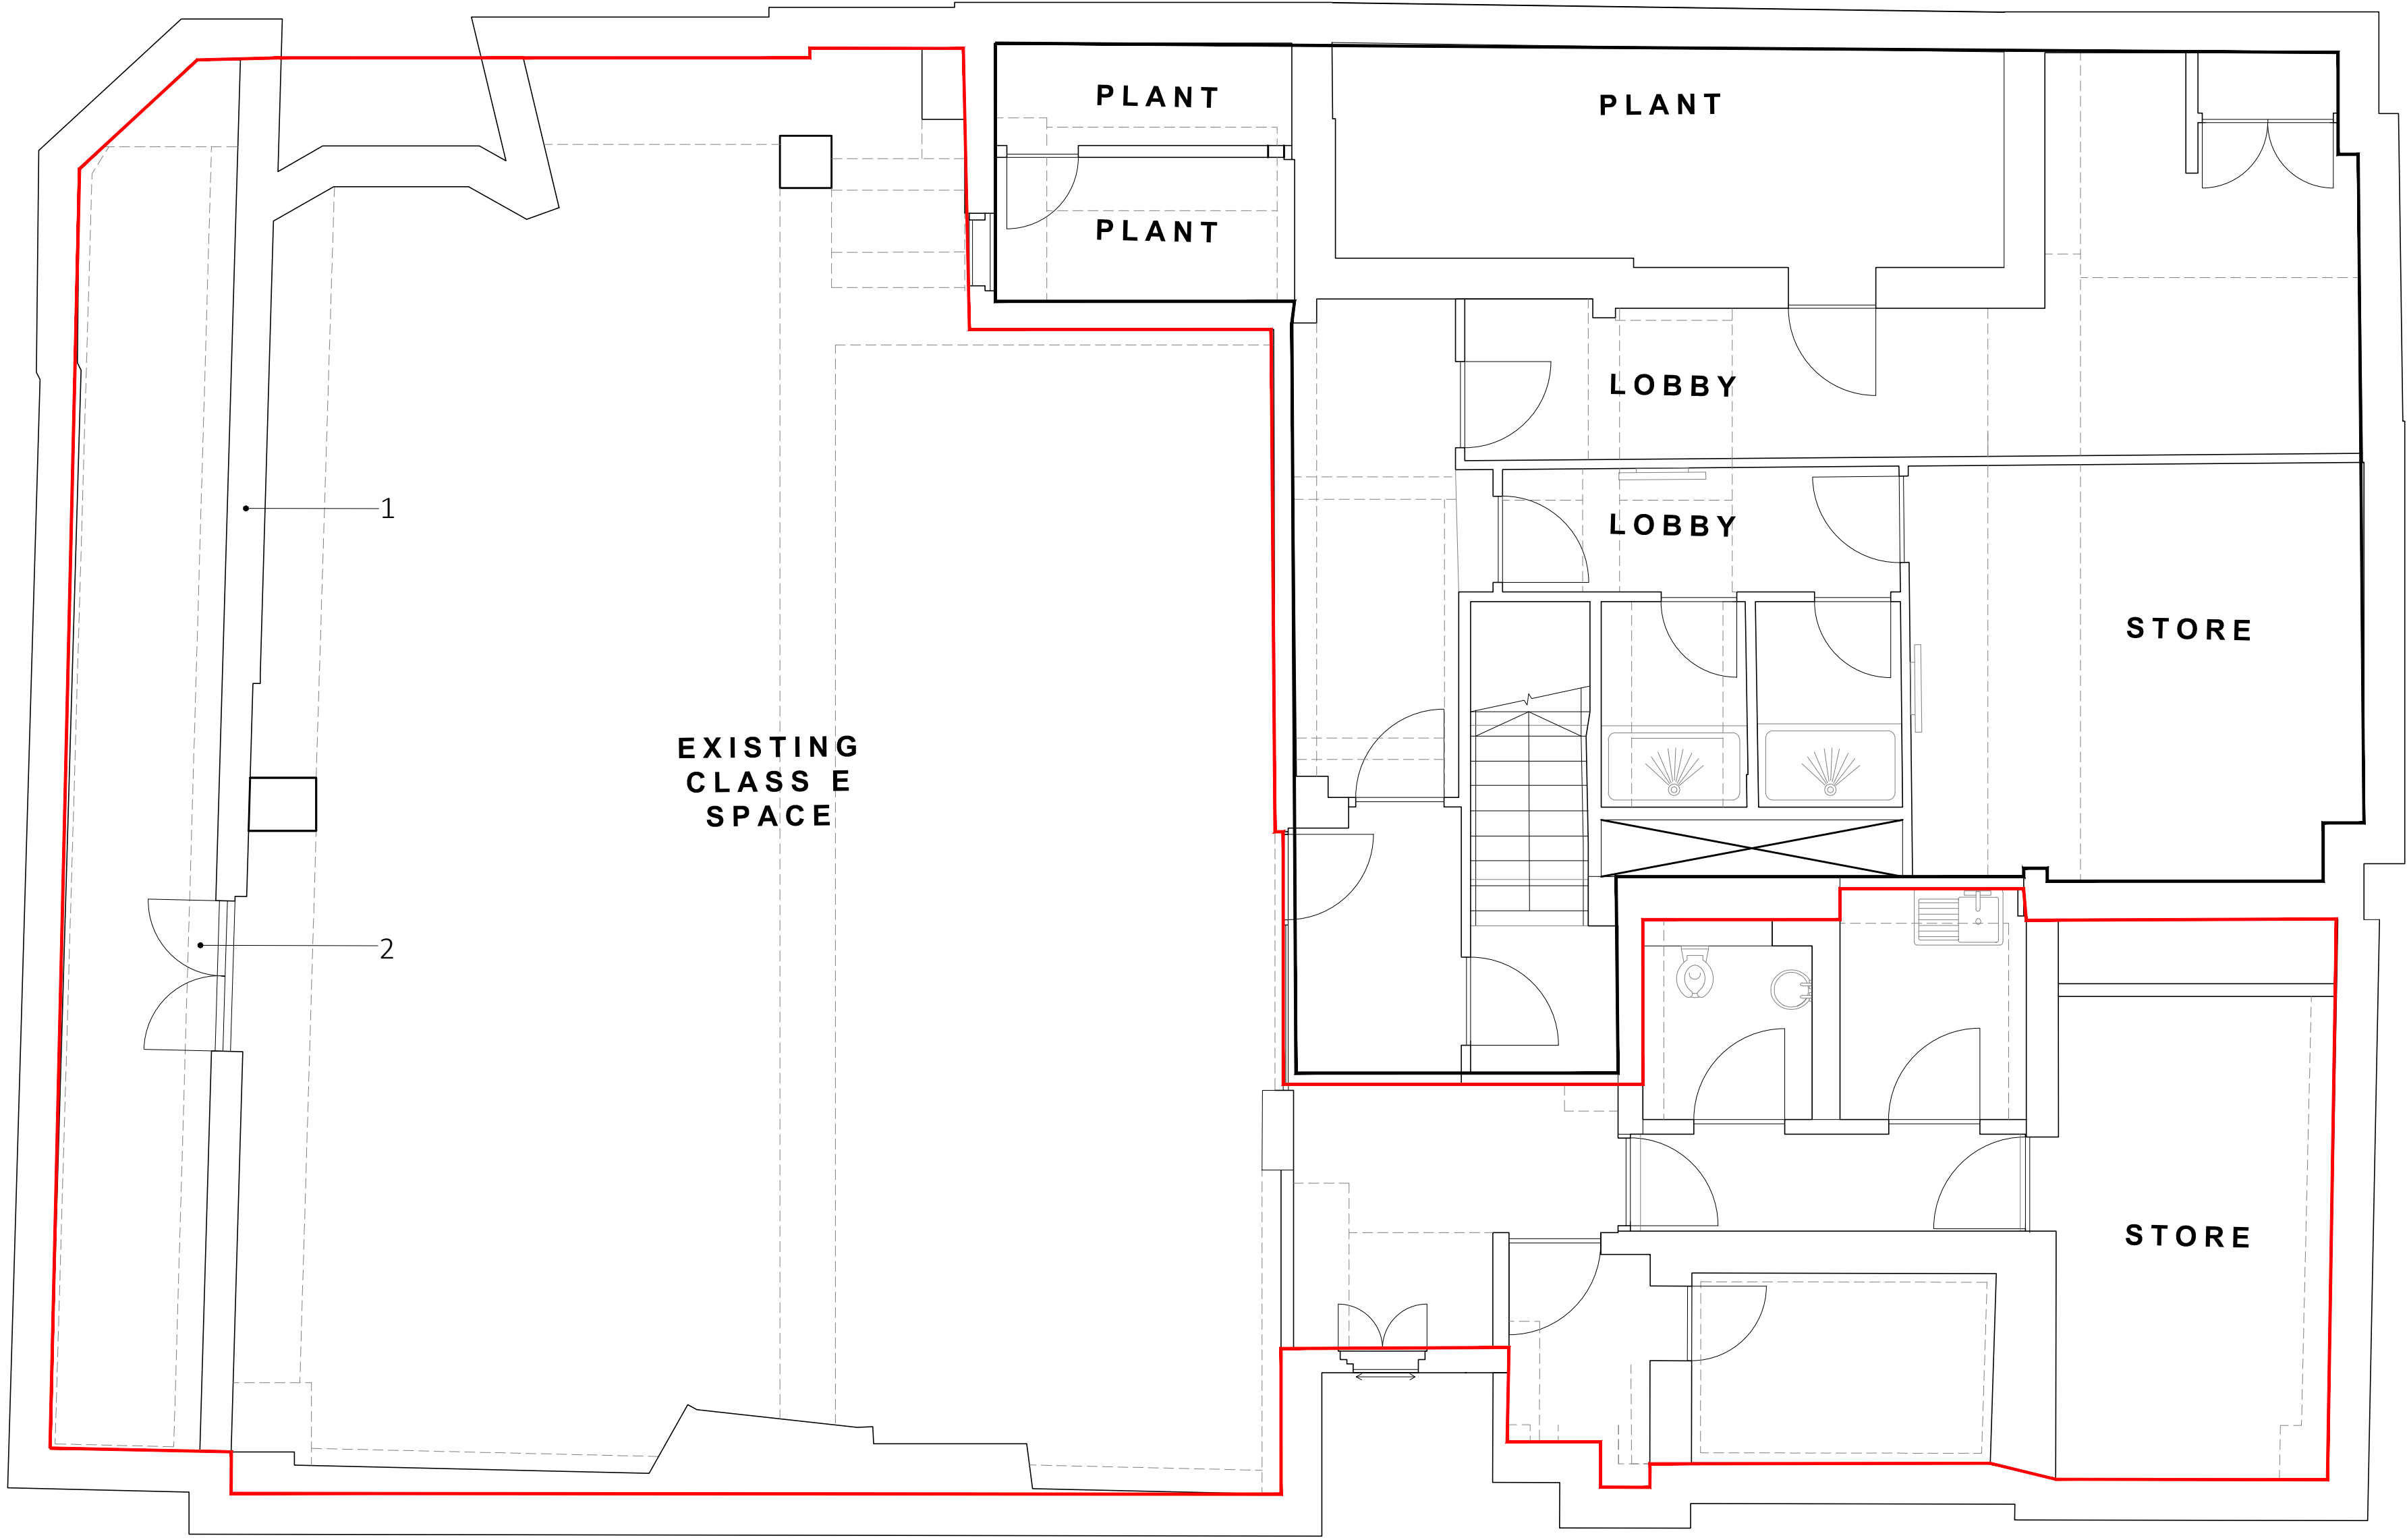 PLANT
PLANT
PLANT
LOBBY
1
LOBBY
STORE
EXISTING
CLASS E
SPACE
2
STORE